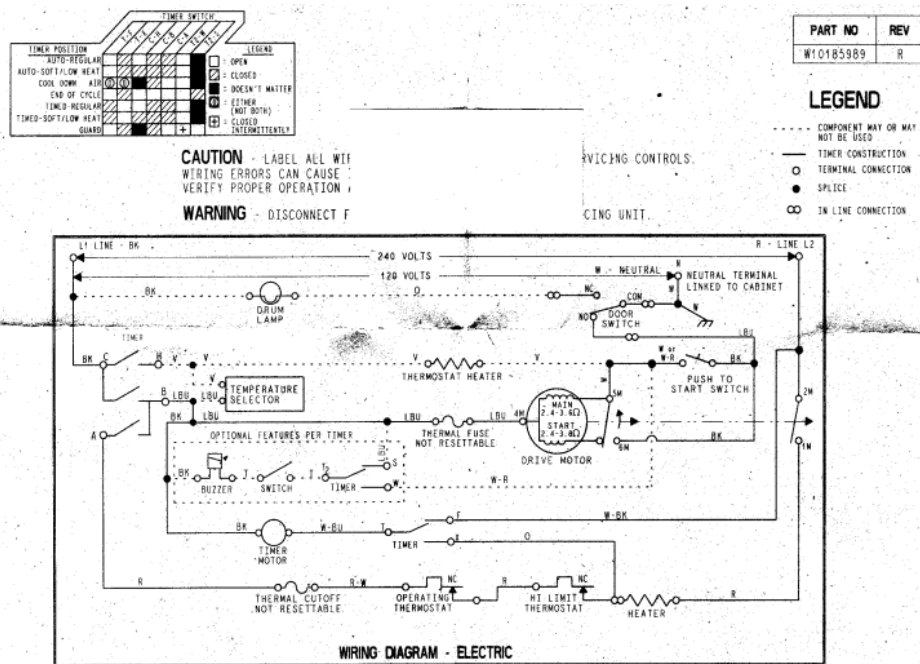 TIMER SWITCH
T-F
T-X
C-H
C-B
C-A
T2-W
T2-S
TIMER POSITION
LEGEND
AUTO-REGULAR
AUTO-SOFT/LOW HEAT
COOL DOWN AIR
END OF CYCLE
TIMED-REGULAR
TIMED-SOFT/LOW HEAT
GUARD
= OPEN
= CLOSED
= DOESN'T MATTER
= EITHER
(NOT BOTH)
= CLOSED
INTERMITTENTLY
PART NO REV
W10185989 R
LEGEND
COMPONENT MAY OR MAY
NOT BE USED
TIMER CONSTRUCTION
TERMINAL CONNECTION
SPLICE
IN LINE CONNECTION
CAUTION - LABEL ALL
RVICING CONTROLS.
WIRING ERRORS CAN CAUSE
VERIFY PROPER OPERATION
WARNING - DISCONNECT
CING UNIT.
L1 LINE - BK
R - LINE L2
240 VOLTS
120 VOLTS
W - NEUTRAL
N
NEUTRAL TERMINAL
LINKED TO CABINET
BK
DRUM
LAMP
O
NC
COM
W
W
NO
DOOR
SWITCH
LBU
TIMER
BK
C
H
V
V
V
THERMOSTAT HEATER
V
W or
W-R
BK
PUSH TO
START SWITCH
V
LBU
TEMPERATURE
SELECTOR
B
LBU
BK
LBU
A
LBU
THERMAL FUSE
NOT RESETTABLE
LBU
4M
MAIN
2.4-3.6Ω
START
2.4-3.8Ω
DRIVE MOTOR
W
5M
6M
BK
2M
1M
OPTIONAL FEATURES PER TIMER
LBU
BK
BUZZER
T
SWITCH
T
T2
TIMER
S
W
W-R
BK
TIMER
MOTOR
W-BU
T
TIMER
F
W-BK
O
R
THERMAL CUTOFF
NOT RESETTABLE
R-W
OPERATING
THERMOSTAT
NC
R
HI LIMIT
THERMOSTAT
NC
HEATER
R
WIRING DIAGRAM - ELECTRIC